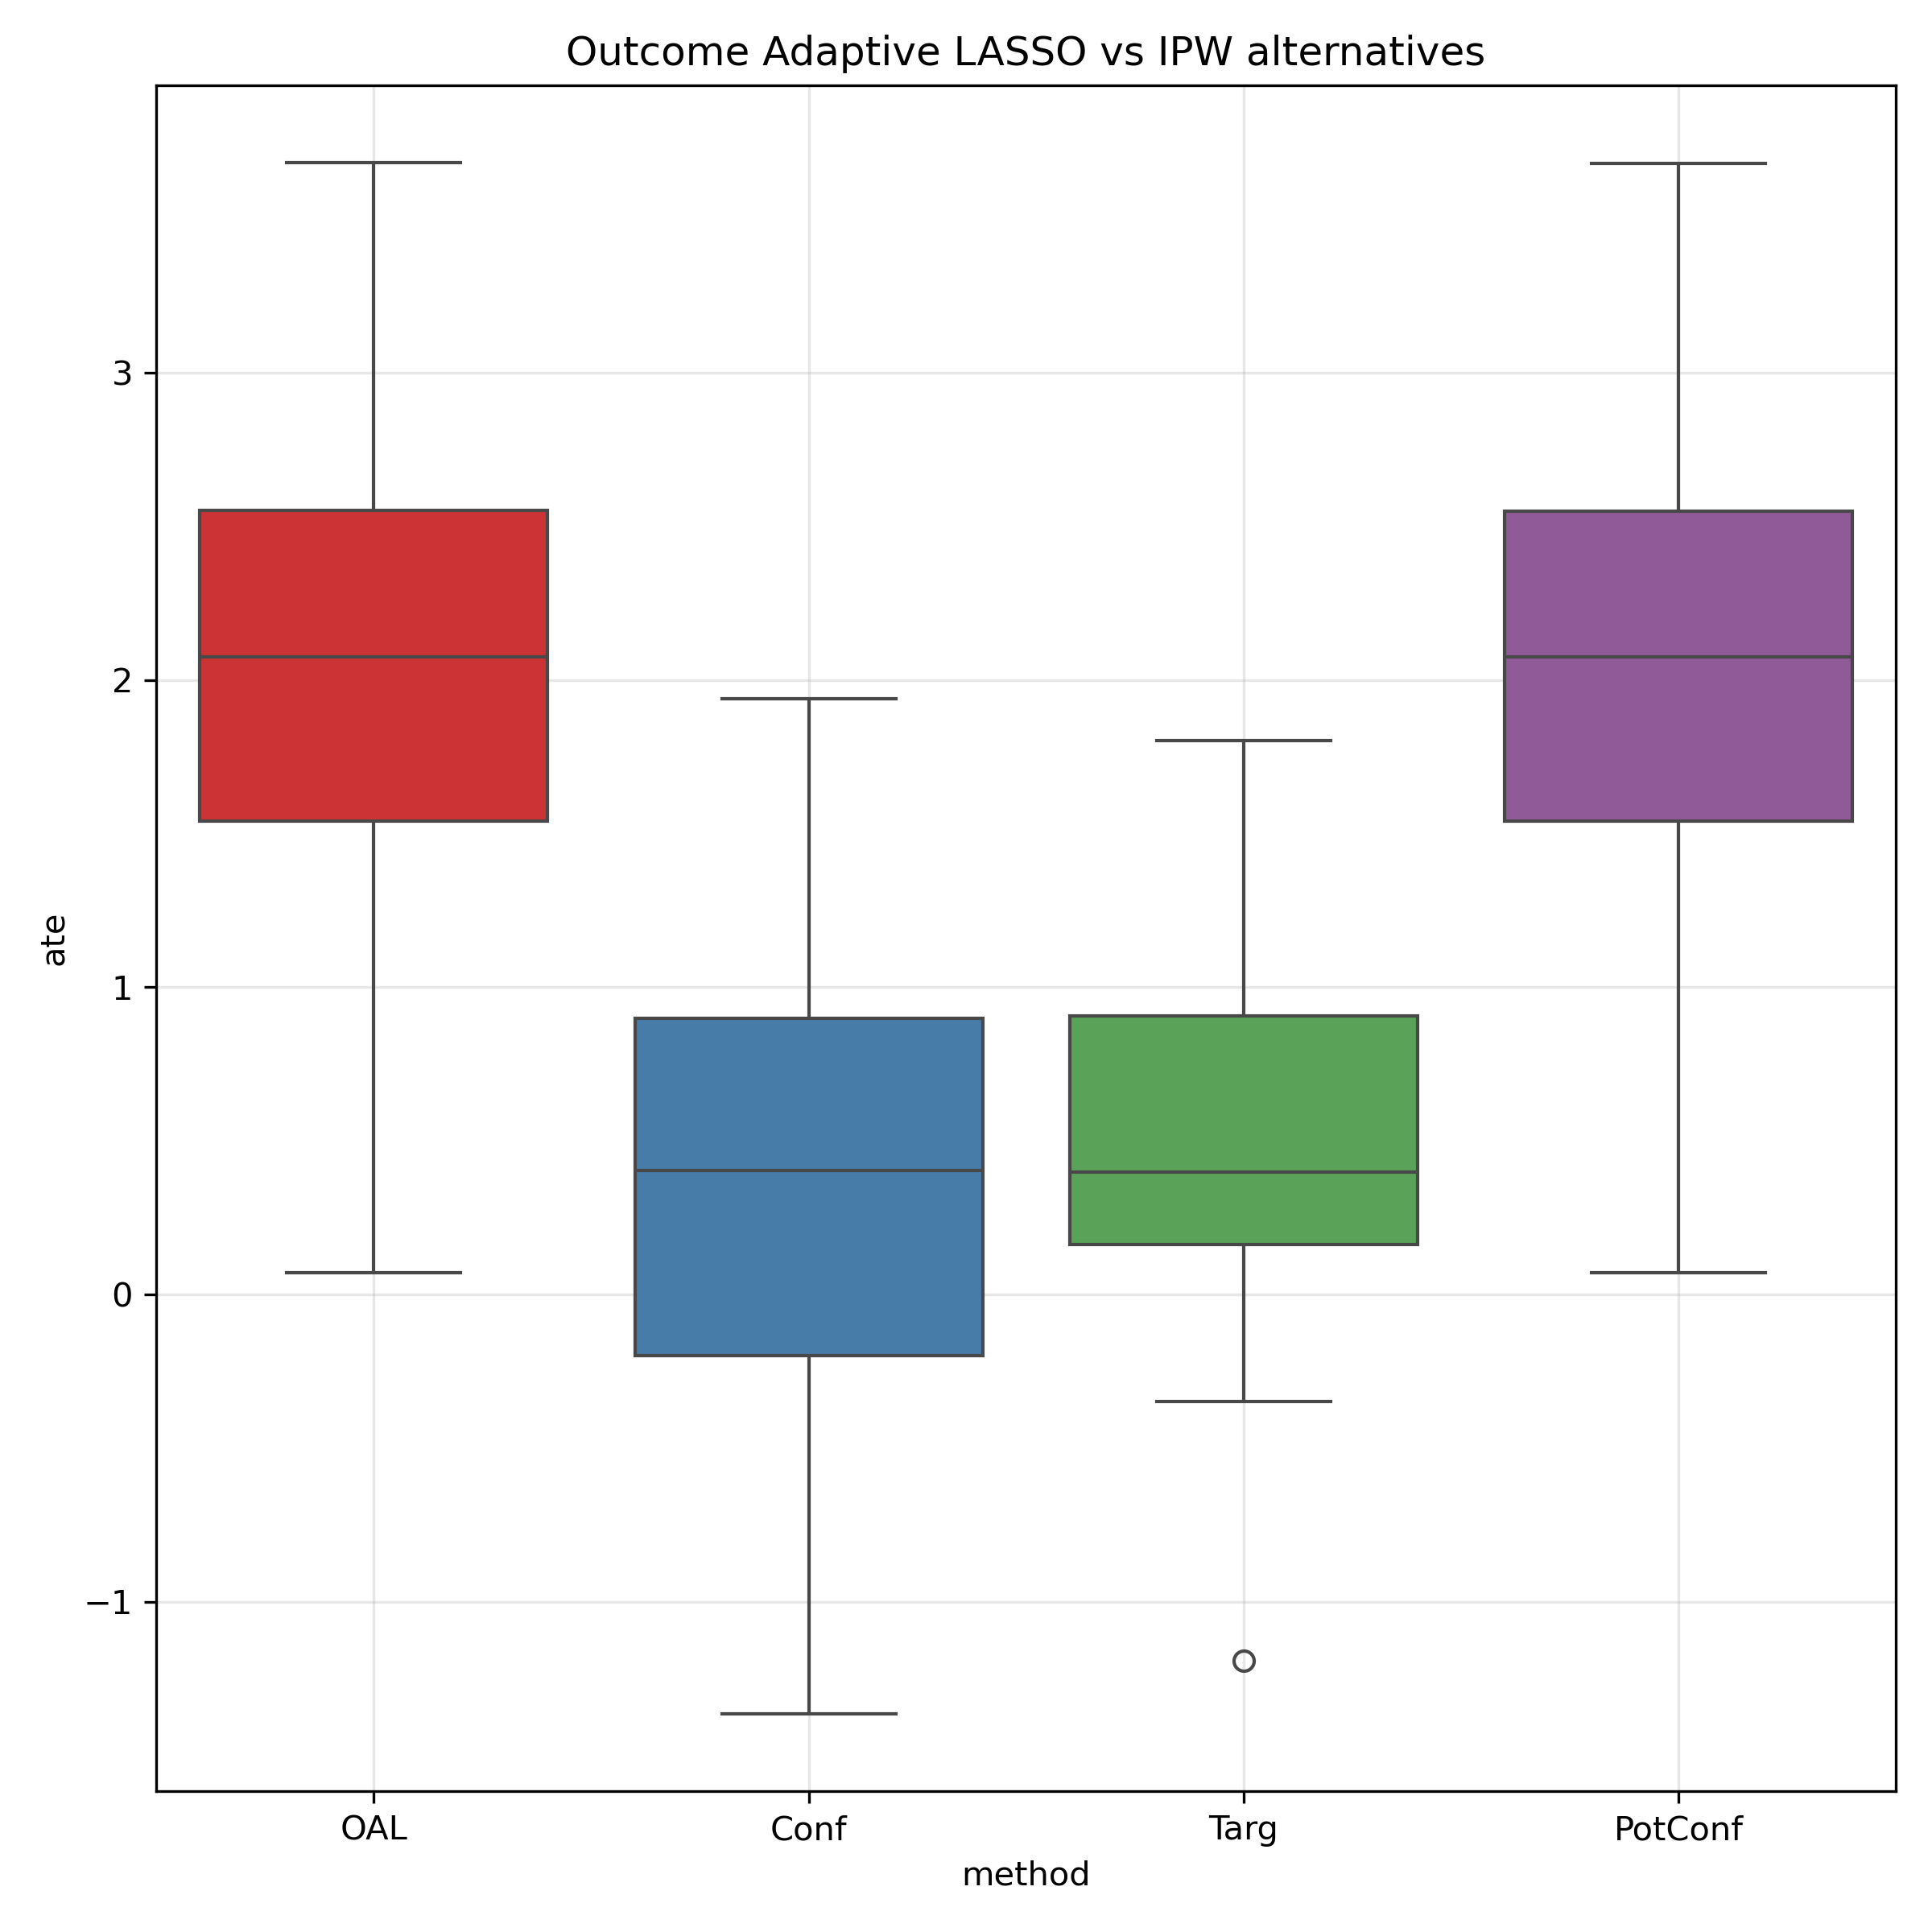 Outcome Adaptive LASSO vs IPW alternatives
3
2
1
0
−1
ate
OAL Conf Targ PotConf
method